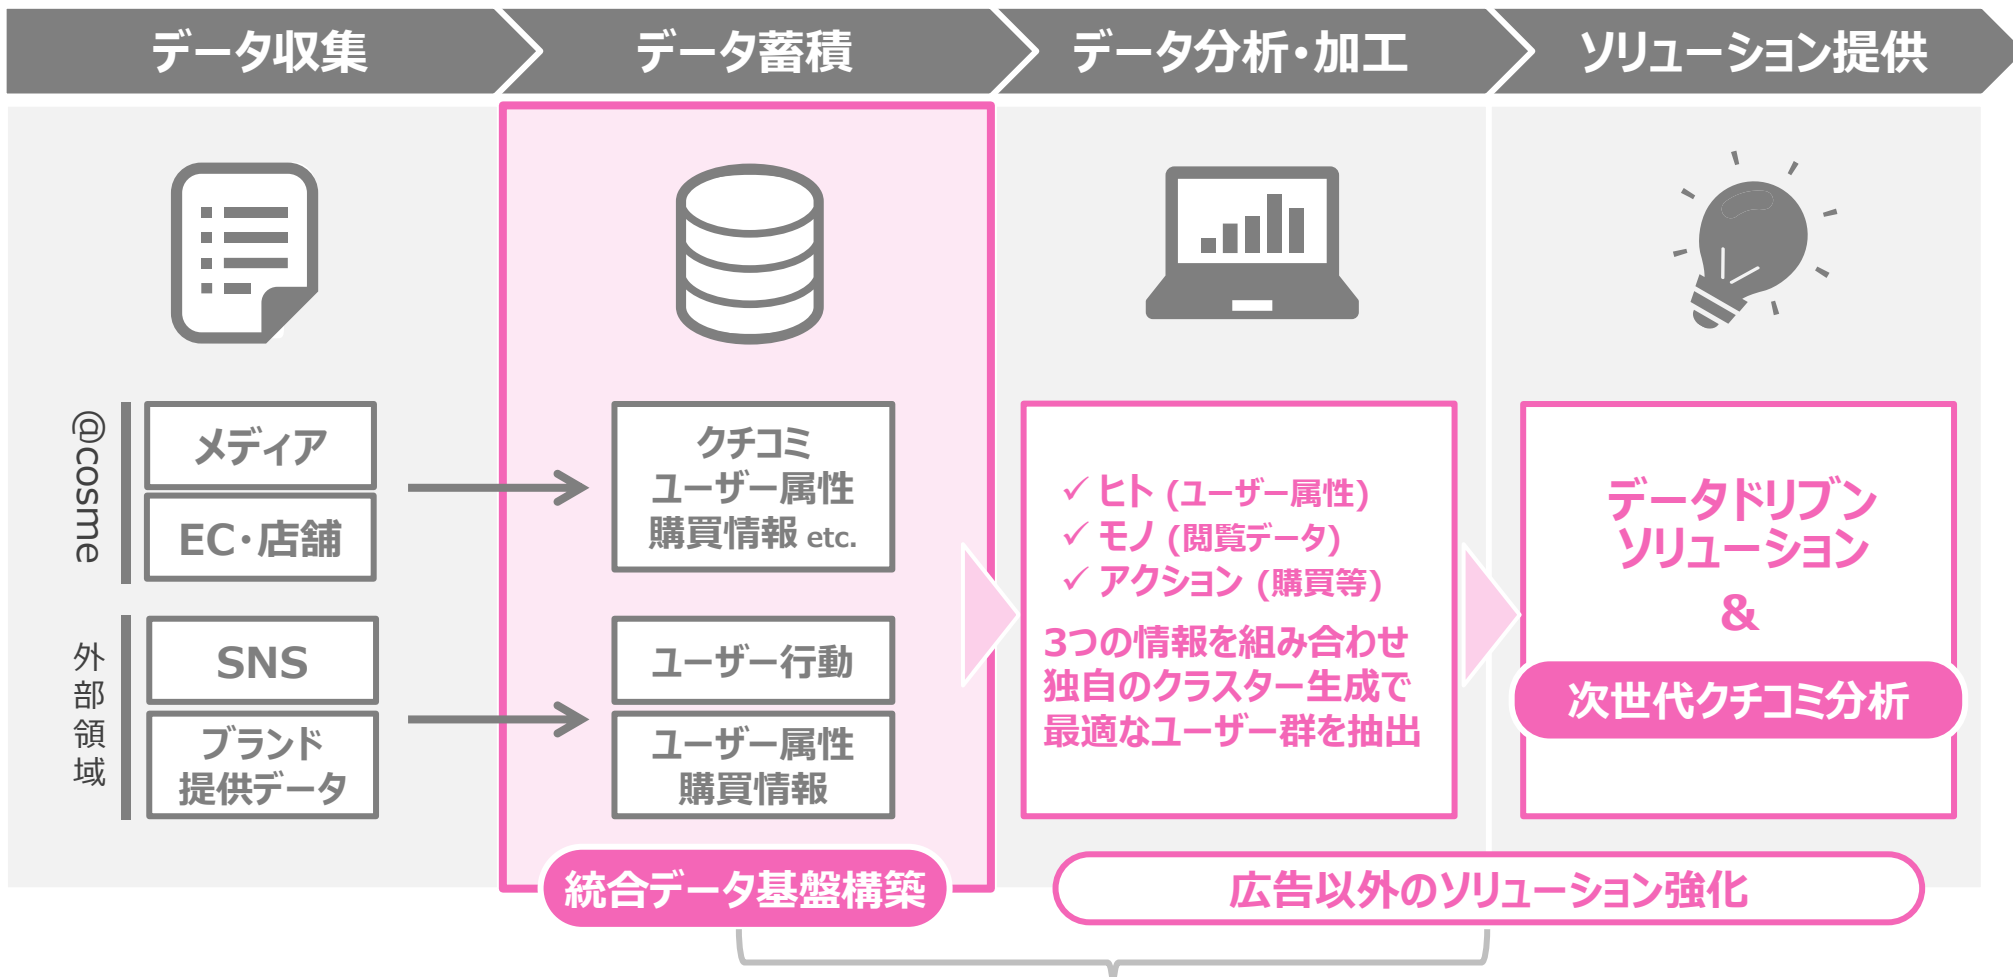 データ収集
データ蓄積
データ分析・加工
ソリューション提供
@cosme
メディア
EC・店舗
外部領域
SNS
ブランド
提供データ
クチコミ
ユーザー属性
購買情報 etc.
ユーザー行動
ユーザー属性
購買情報
統合データ基盤構築
✓ ヒト (ユーザー属性)
✓ モノ (閲覧データ)
✓ アクション (購買等)
3つの情報を組み合わせ
独自のクラスター生成で
最適なユーザー群を抽出
データドリブン
ソリューション
&
次世代クチコミ分析
広告以外のソリューション強化